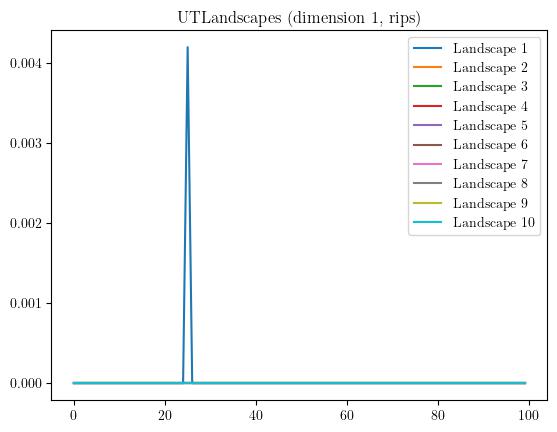 UTLandscapes (dimension 1, rips)
0.004
0.003
0.002
0.001
0.000
0 20 40 60 80 100
Landscape 1
Landscape 2
Landscape 3
Landscape 4
Landscape 5
Landscape 6
Landscape 7
Landscape 8
Landscape 9
Landscape 10